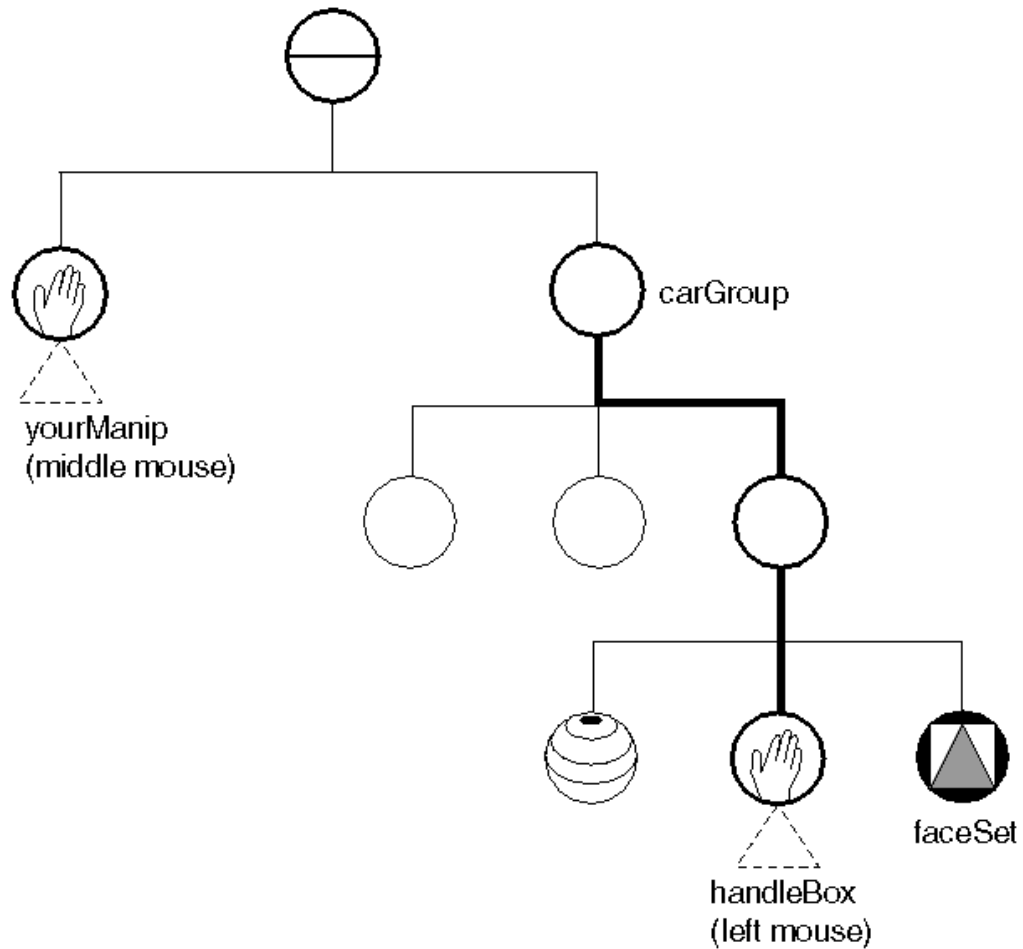 carGroup
yourManip
(middle mouse)
faceSet
handleBox
(left mouse)